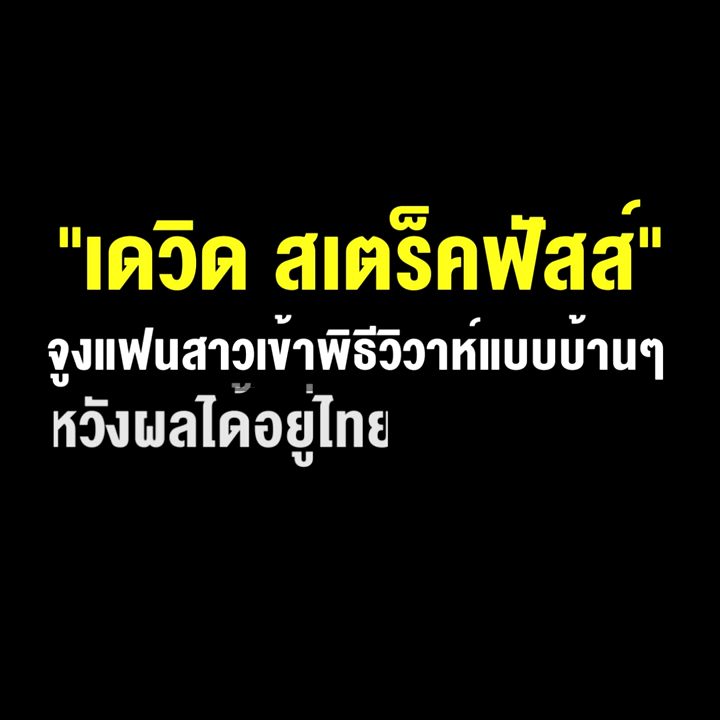 "เดวิด สเตร็คฟัสส์"
จูงแฟนสาวเข้าพิธีวิวาห์แบบบ้านๆ
หวังผลได้อยู่ไทย